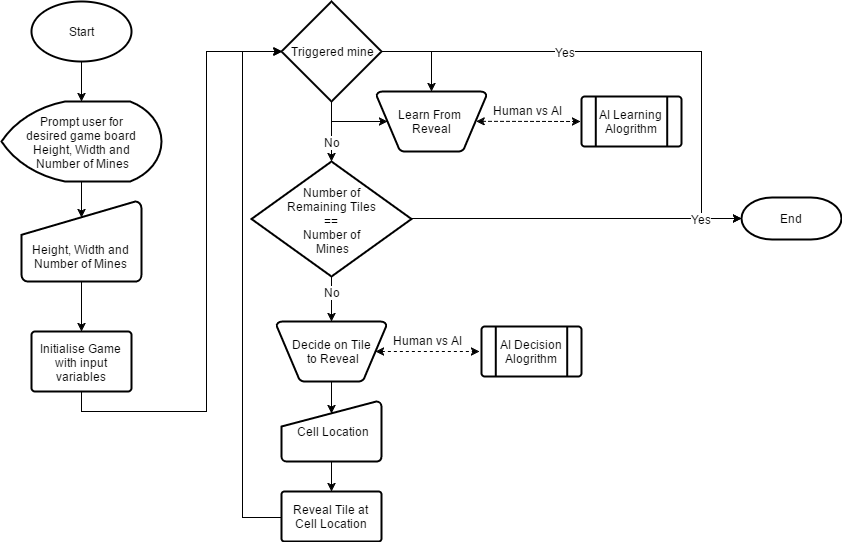 Start
Prompt user for
desired game board
Height, Width and
Number of Mines
Height, Width and
Number of Mines
Initialise Game
with input
variables
Triggered mine
Yes
Learn From
Reveal
Human vs AI
AI Learning
Alogrithm
No
Number of
Remaining Tiles
==
Number of
Mines
Yes
End
No
Decide on Tile
to Reveal
Human vs AI
AI Decision
Alogrithm
Cell Location
Reveal Tile at
Cell Location